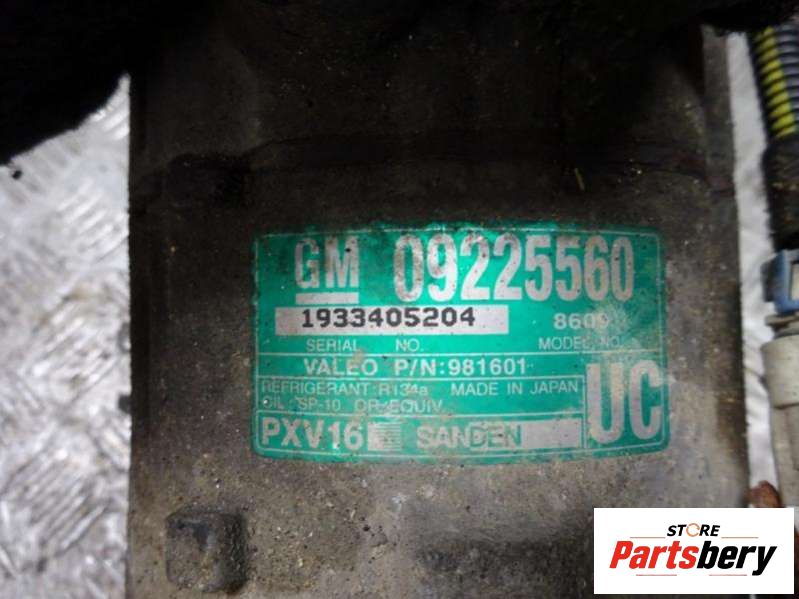 GM 09225560
1933405204
SERIAL NO. MODEL NO.
VALEO P/N:981601
REFRIGERANT:R134a MADE IN JAPAN
OIL: SP-10 OR EQUIV.
UC
PXV16 SANDEN
STORE
Partsbery